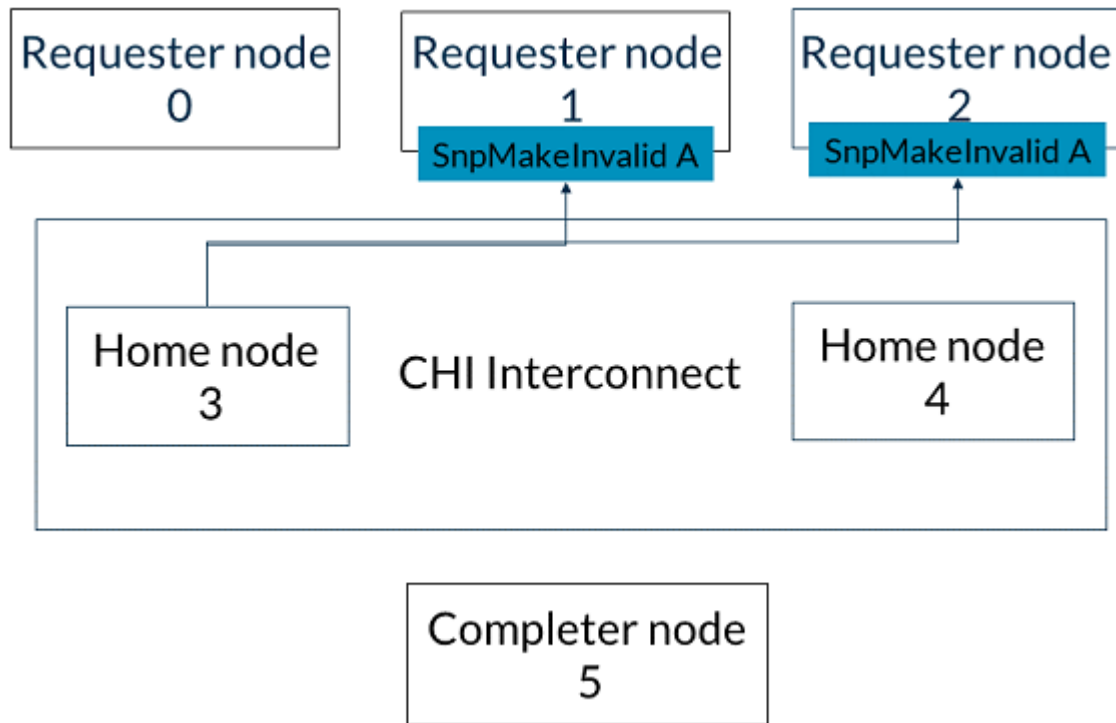 Requester node
0
Requester node
1
SnpMakeInvalid A
Requester node
2
SnpMakeInvalid A
Home node
3
CHI Interconnect
Home node
4
Completer node
5